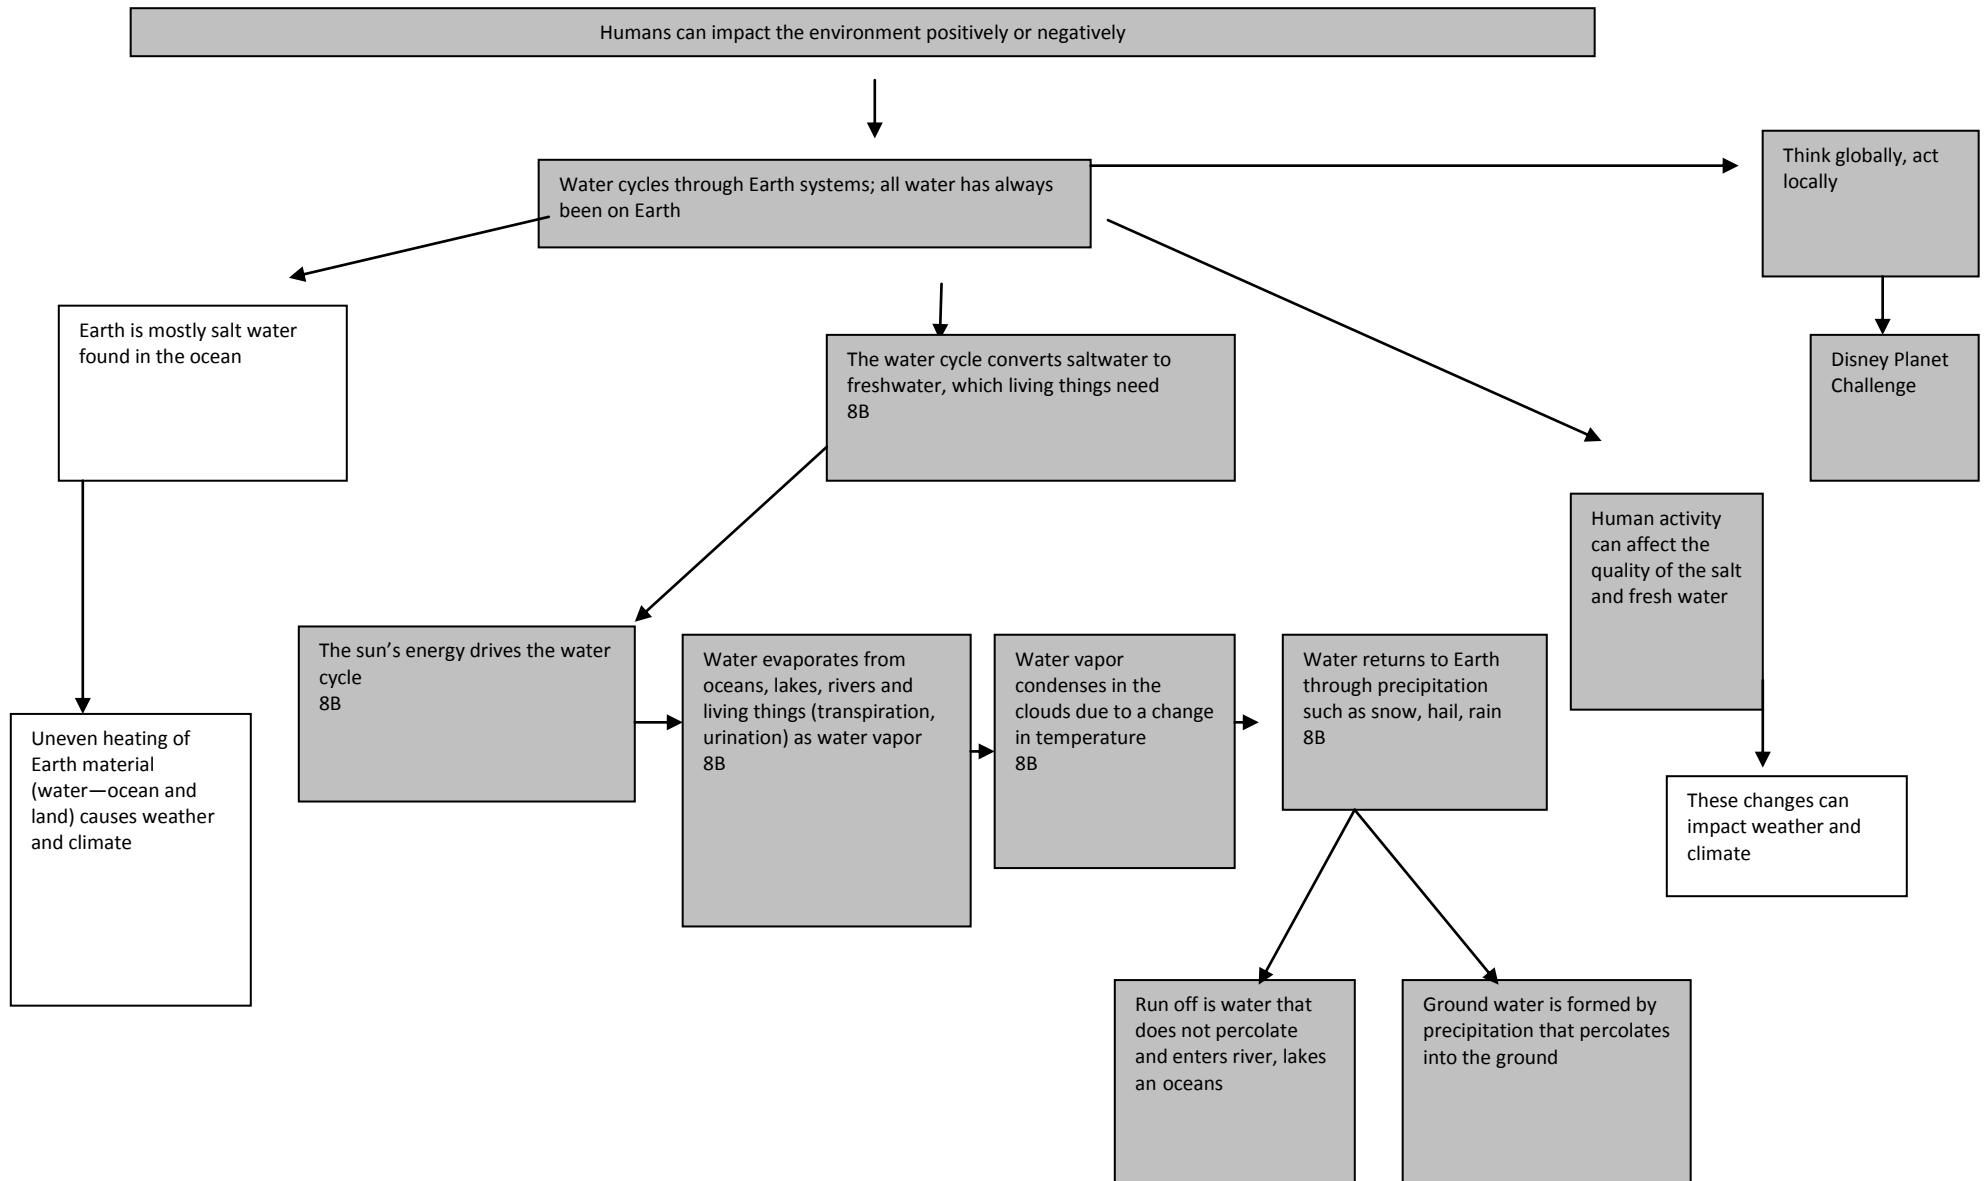 Humans can impact the environment positively or negatively
Think globally, act
locally
Water cycles through Earth systems; all water has always
been on Earth
Earth is mostly salt water
found in the ocean
The water cycle converts saltwater to
freshwater, which living things need
8B
Disney Planet
Challenge
Human activity
can affect the
quality of the salt
and fresh water
The sun’s energy drives the water
cycle
8B
Water evaporates from
oceans, lakes, rivers and
living things (transpiration,
urination) as water vapor
8B
Water vapor
condenses in the
clouds due to a change
in temperature
8B
Water returns to Earth
through precipitation
such as snow, hail, rain
8B
Uneven heating of
Earth material
(water—ocean and
land) causes weather
and climate
These changes can
impact weather and
climate
Run off is water that
does not percolate
and enters river, lakes
an oceans
Ground water is formed by
precipitation that percolates
into the ground